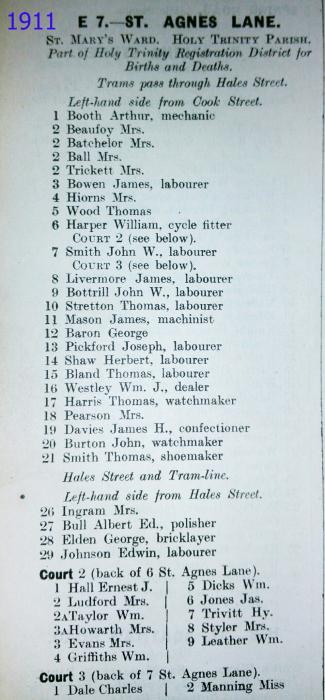 1911
E 7.—ST. AGNES LANE.
ST. MARY'S WARD. HOLY TRINITY PARISH.
Part of Holy Trinity Registration District for
Births and Deaths.
Trams pass through Hales Street.
Left-hand side from Cook Street.
1 Booth Arthur, mechanic
2 Beaufoy Mrs.
2 Batchelor Mrs.
2 Ball Mrs.
2 Trickett Mrs.
3 Bowen James, labourer
4 Hiorns Mrs.
5 Wood Thomas
6 Harper William, cycle fitter
COURT 2 (see below).
7 Smith John W., labourer
COURT 3 (see below).
8 Livermore James, labourer
9 Bottrill John W., labourer
10 Stretton Thomas, labourer
11 Mason James, machinist
12 Baron George
13 Pickford Joseph, labourer
14 Shaw Herbert, labourer
15 Bland Thomas, labourer
16 Westley Wm. J., dealer
17 Harris Thomas, watchmaker
18 Pearson Mrs.
19 Davies James H., confectioner
20 Burton John, watchmaker
21 Smith Thomas, shoemaker
Hales Street and Tram-line.
Left-hand side from Hales Street.
26 Ingram Mrs.
27 Bull Albert Ed., polisher
28 Elden George, bricklayer
29 Johnson Edwin, labourer
Court 2 (back of 6 St. Agnes Lane).
1 Hall Ernest J.
2 Ludford Mrs.
2A Taylor Wm.
3A Howarth Mrs.
3 Evans Mrs.
4 Griffiths Wm.
5 Dicks Wm.
6 Jones Jas.
7 Trivitt Hy.
8 Styler Mrs.
9 Leather Wm.
Court 3 (back of 7 St. Agnes Lane).
1 Dale Charles | 2 Manning Miss